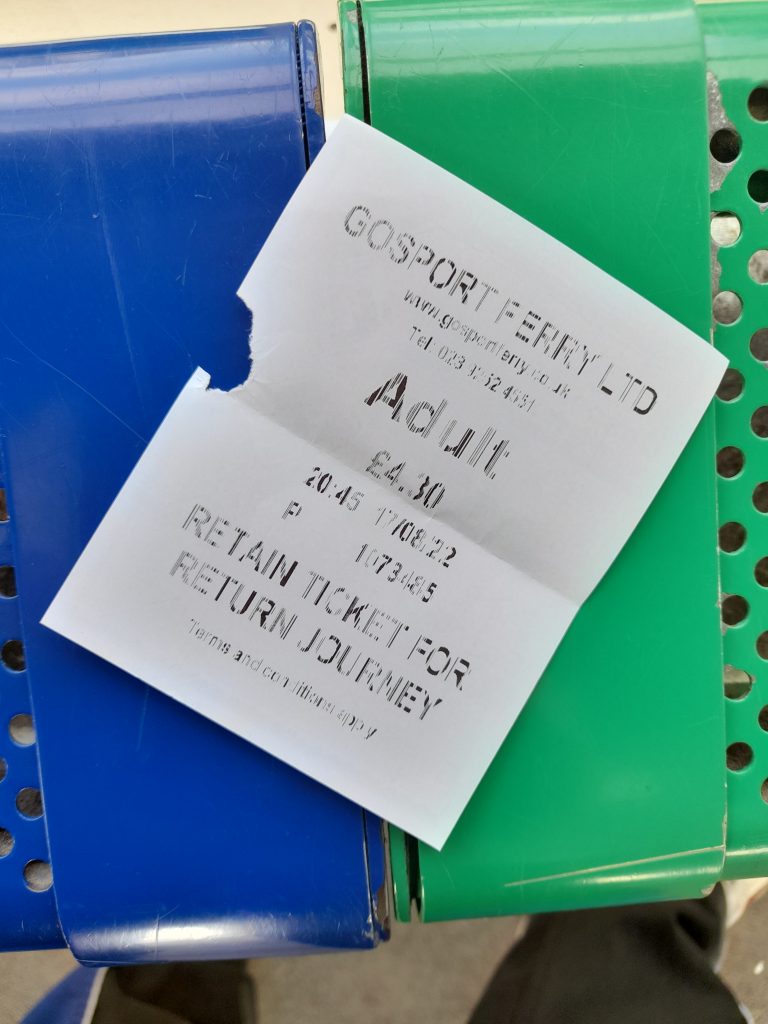 GOSPORT FERRY LTD
www.gosportferry.co.uk
Tel: 023 9252 4551
Adult
£4.30
20:45 17/08/22
P 1073485
RETAIN TICKET FOR
RETURN JOURNEY
Terms and conditions apply